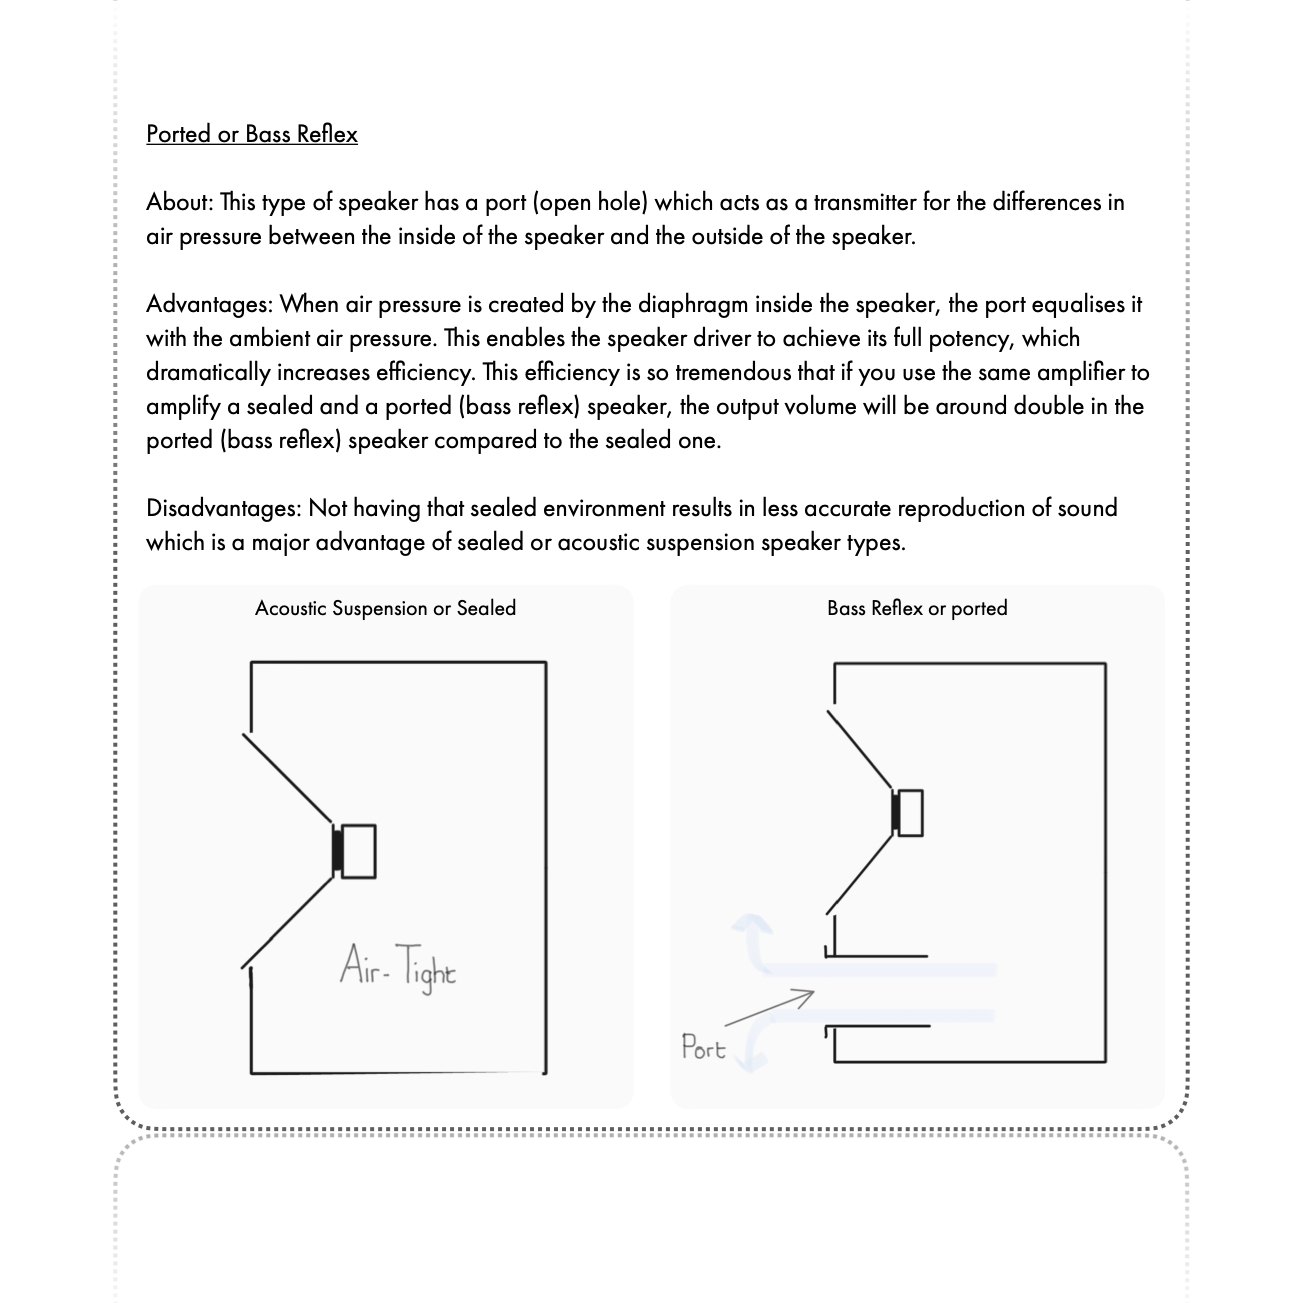 Ported or Bass Reflex
About: This type of speaker has a port (open hole) which acts as a transmitter for the differences in
air pressure between the inside of the speaker and the outside of the speaker.
Advantages: When air pressure is created by the diaphragm inside the speaker, the port equalises it
with the ambient air pressure. This enables the speaker driver to achieve its full potency, which
dramatically increases efficiency. This efficiency is so tremendous that if you use the same amplifier to
amplify a sealed and a ported (bass reflex) speaker, the output volume will be around double in the
ported (bass reflex) speaker compared to the sealed one.
Disadvantages: Not having that sealed environment results in less accurate reproduction of sound
which is a major advantage of sealed or acoustic suspension speaker types.
Acoustic Suspension or Sealed
Air-Tight
Bass Reflex or ported
Port